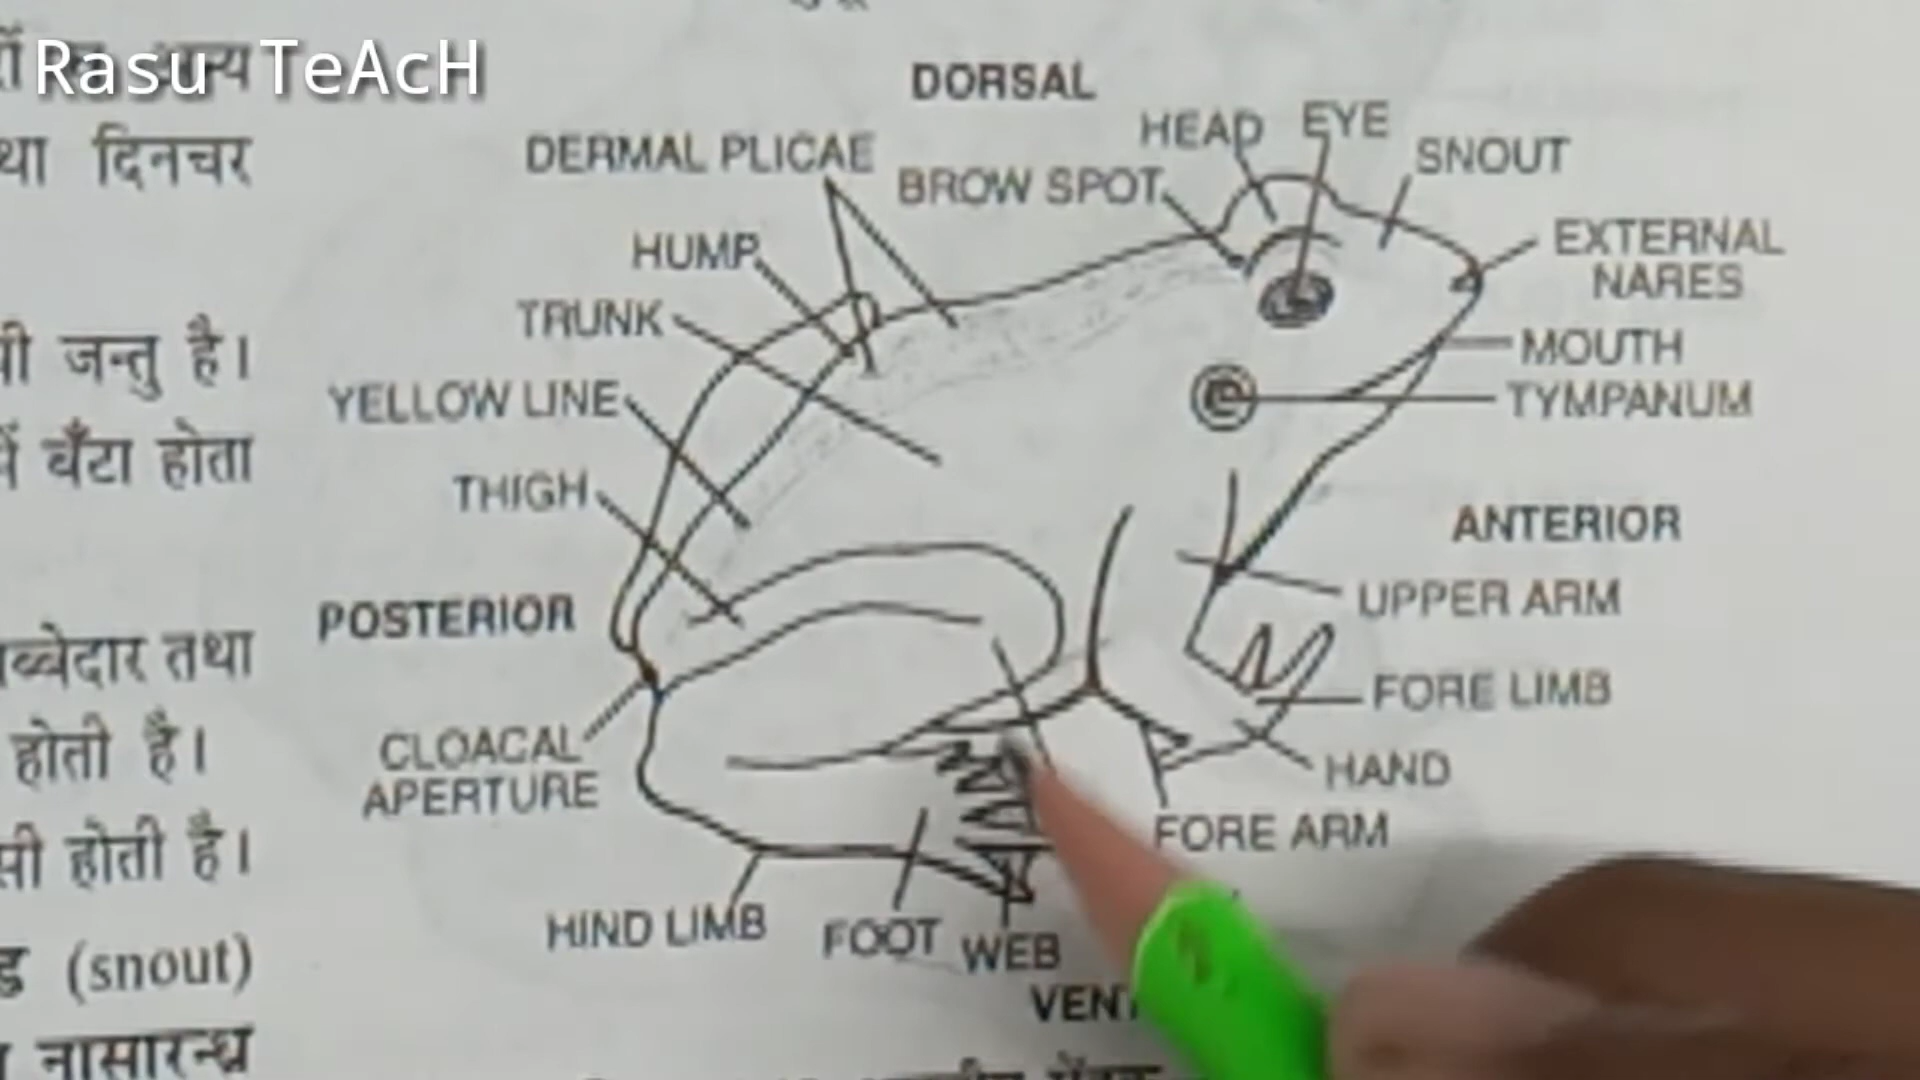 Rasu TeAcH
था दिनचर
जन्तु है।
बँटा होता
तथा
होती है।
होती है।
(snout)
नासारन्ध्र
DORSAL
HEAD
EYE
SNOUT
DERMAL PLICAE
BROW SPOT
HUMP
EXTERNAL
NARES
TRUNK
MOUTH
YELLOW LINE
TYMPANUM
THIGH
ANTERIOR
POSTERIOR
UPPER ARM
FORE LIMB
CLOACAL
APERTURE
HAND
FORE ARM
HIND LIMB
FOOT
WEB
VENT